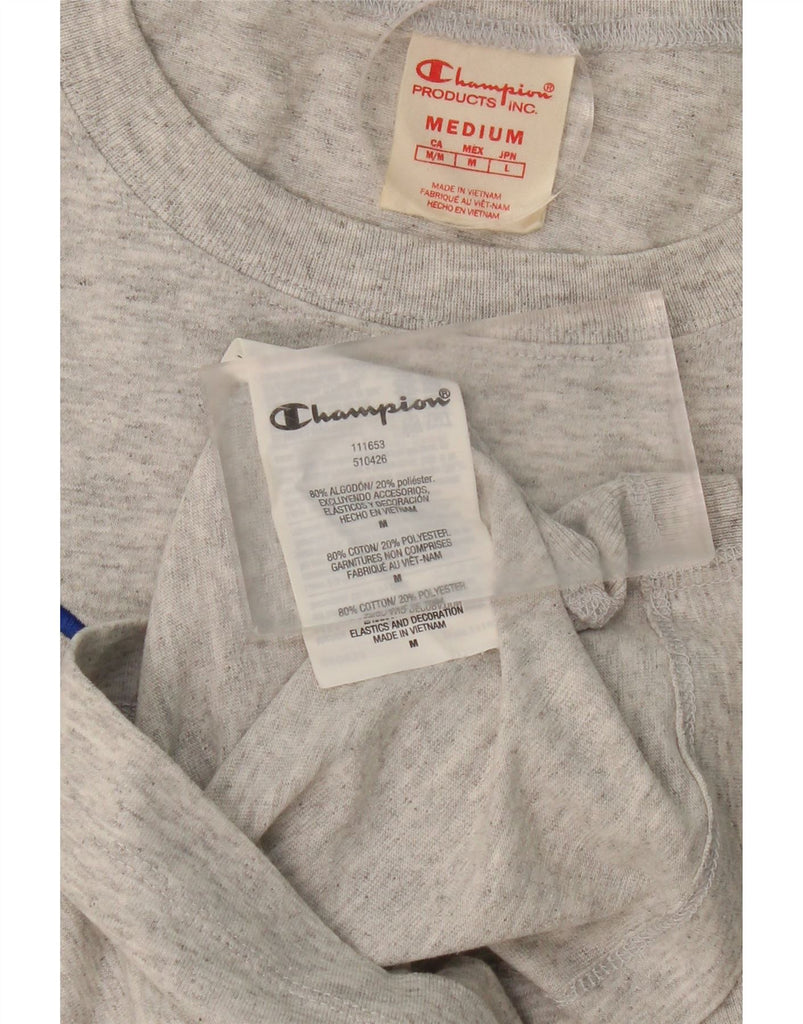 Champion®
PRODUCTS INC.
MEDIUM
CA MEX JPN
M/M M L
MADE IN VIETNAM
FABRIQUÉ AU VIÊT-NAM
HECHO EN VIETNAM
Champion®
111653
510426
80% ALGODÓN/ 20% poliéster.
EXCLUYENDO ACCESORIOS,
ELASTICOS Y DECORACIÓN
HECHO EN VIETNAM
M
80% COTON/ 20% POLYESTER.
GARNITURES NON COMPRISES
FABRIQUE AU VIÊT-NAM
M
80% COTTON/ 20% POLYESTER
ELASTICS AND DECORATION
MADE IN VIETNAM
M